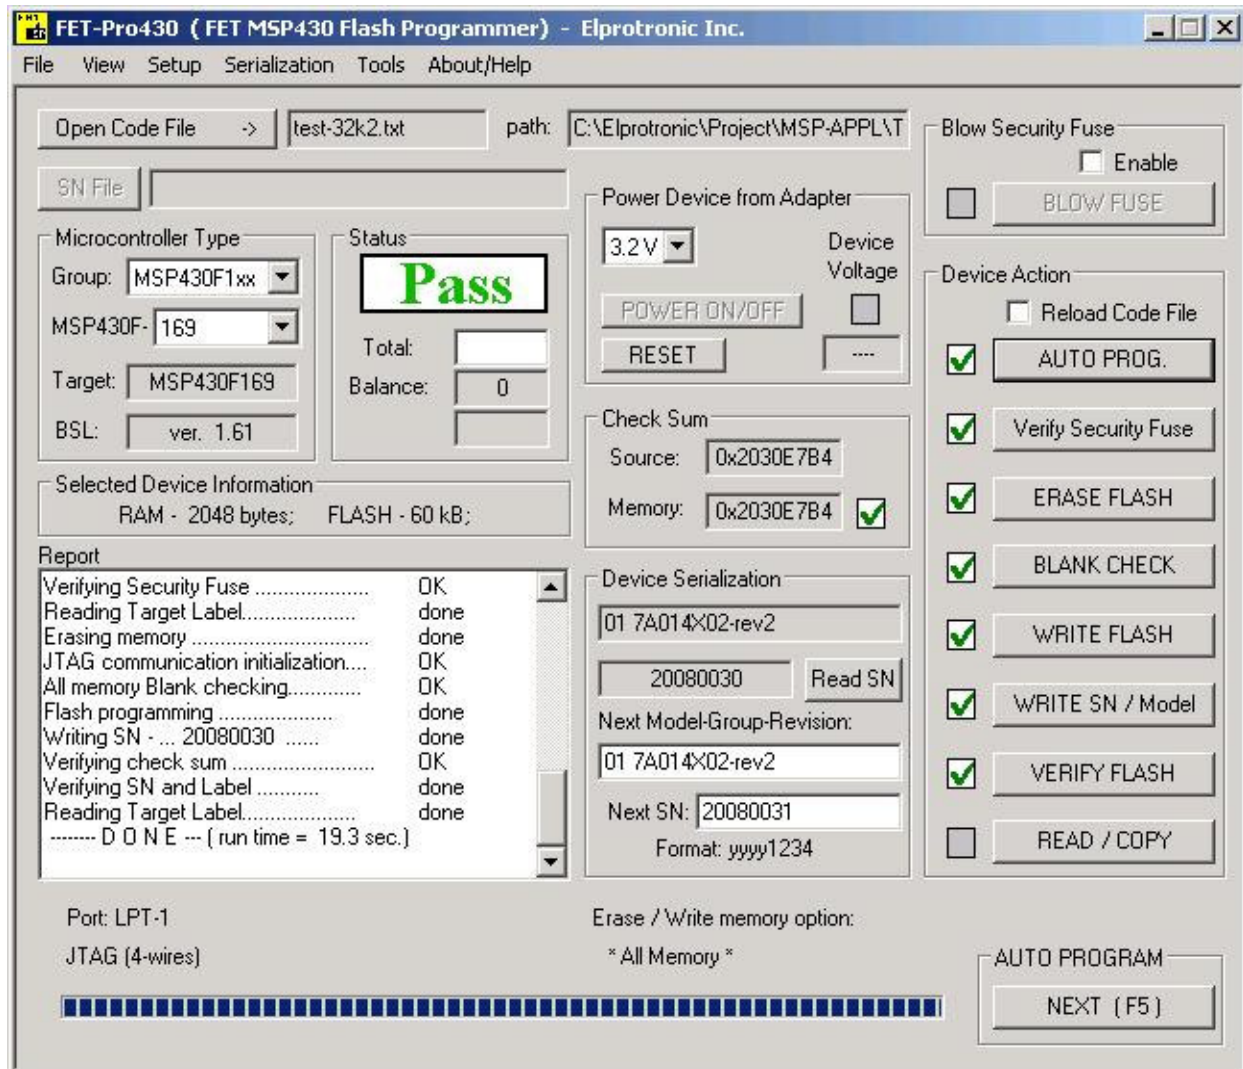 FET-Pro430 ( FET MSP430 Flash Programmer) - Elprotronic Inc.
File View Setup Serialization Tools About/Help
Open Code File -> test-32k2.txt path: C:\Elprotronic\Project\MSP-APPL\T
SN File
Microcontroller Type
Group: MSP430F1xx
MSP430F- 169
Target: MSP430F169
BSL: ver. 1.61
Status
Pass
Total:
Balance: 0
Selected Device Information
RAM - 2048 bytes; FLASH - 60 kB;
Report
Verifying Security Fuse ..................... OK
Reading Target Label..................... done
Erasing memory ................................. done
JTAG communication initialization.... OK
All memory Blank checking............. OK
Flash programming ..................... done
Writing SN - ... 20080030 ...... done
Verifying check sum .......................... OK
Verifying SN and Label ............ done
Reading Target Label..................... done
-------- D O N E --- ( run time = 19.3 sec.)
Power Device from Adapter
3.2 V
Device
Voltage
POWER ON/OFF
RESET ----
Check Sum
Source: 0x2030E7B4
Memory: 0x2030E7B4
Device Serialization
01 7A014X02-rev2
20080030 Read SN
Next Model-Group-Revision:
01 7A014X02-rev2
Next SN: 20080031
Format: yyyy1234
Blow Security Fuse
Enable
BLOW FUSE
Device Action
Reload Code File
AUTO PROG.
Verify Security Fuse
ERASE FLASH
BLANK CHECK
WRITE FLASH
WRITE SN / Model
VERIFY FLASH
READ / COPY
Port: LPT-1
JTAG (4-wires)
Erase / Write memory option:
* All Memory *
AUTO PROGRAM
NEXT ( F5 )